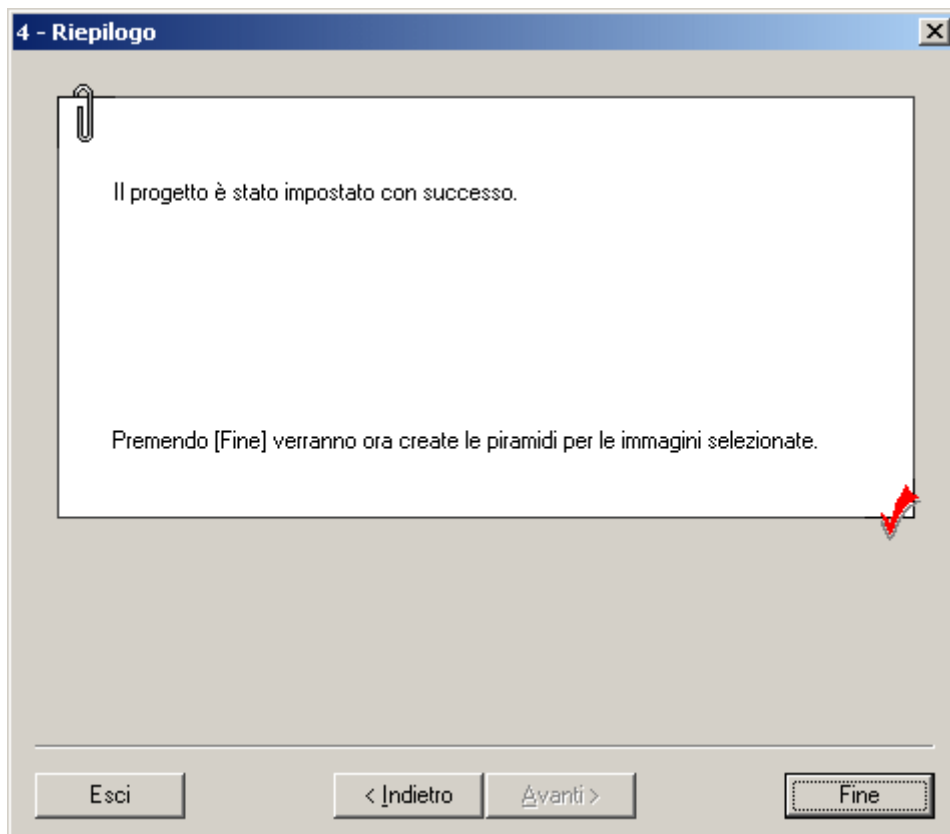 4 - Riepilogo
Il progetto è stato impostato con successo.
Premendo [Fine] verranno ora create le piramidi per le immagini selezionate.
Esci
< Indietro
Avanti >
Fine